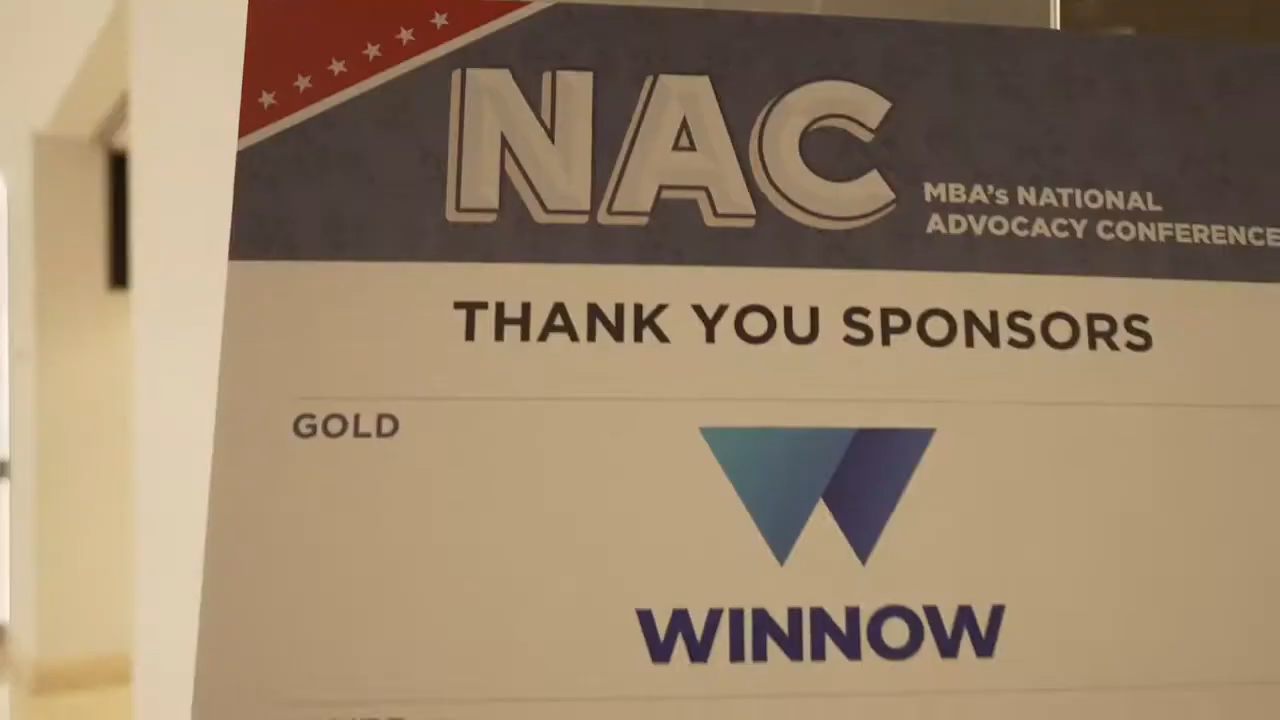 NAC
MBA's NATIONAL
ADVOCACY CONFERENCE
THANK YOU SPONSORS
GOLD
WINNOW